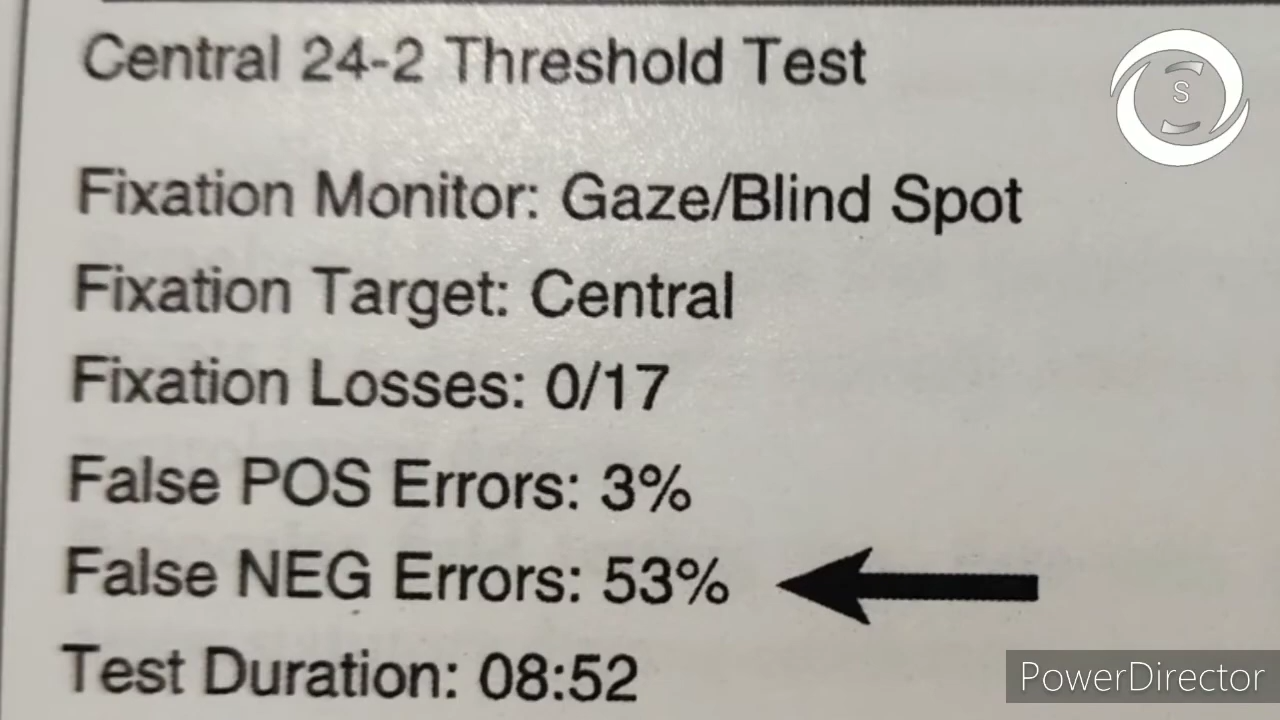 Central 24-2 Threshold Test
S
Fixation Monitor: Gaze/Blind Spot
Fixation Target: Central
Fixation Losses: 0/17
False POS Errors: 3%
False NEG Errors: 53%
Test Duration: 08:52
PowerDirector